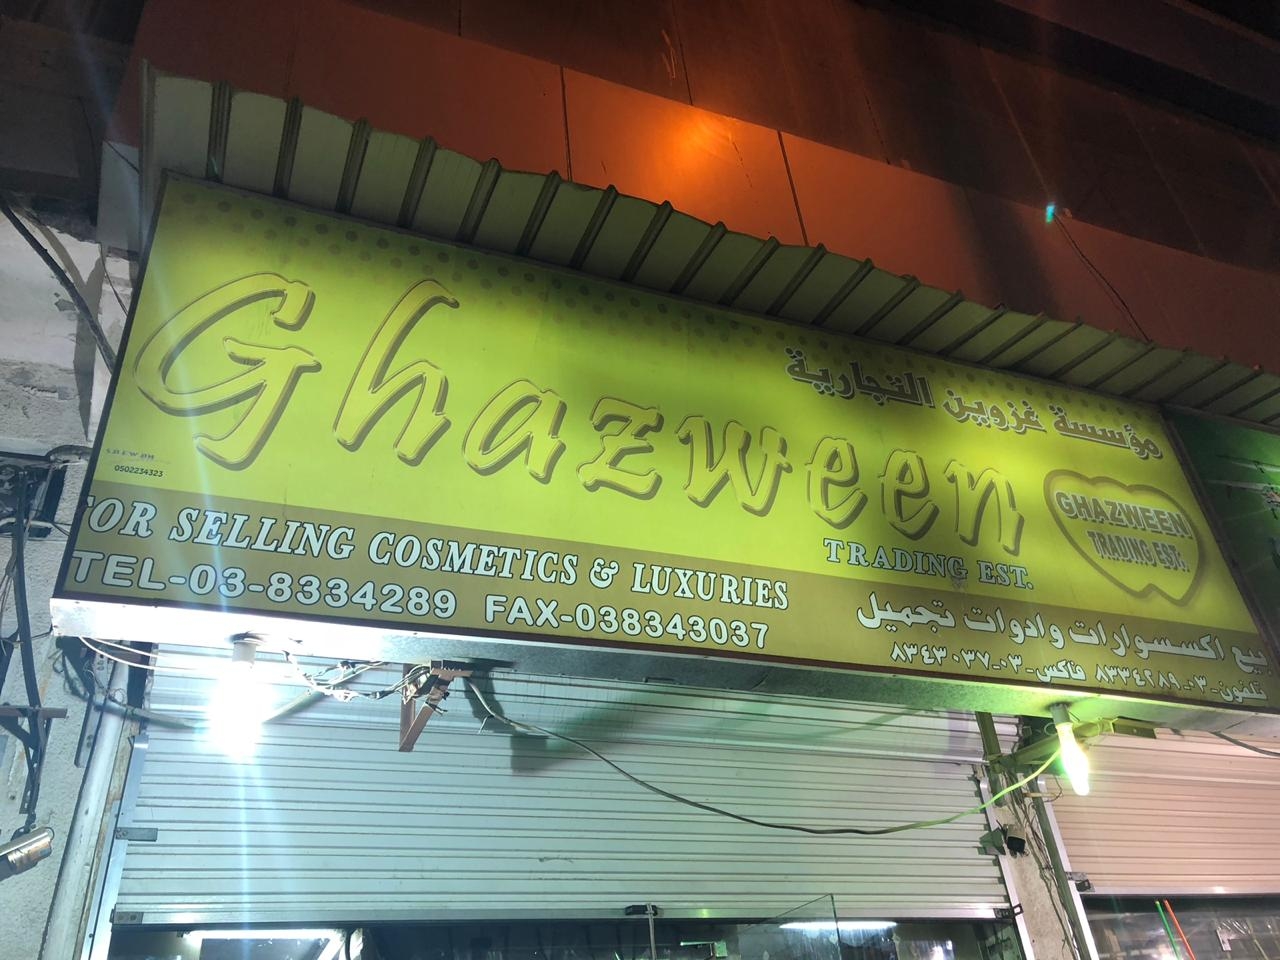 Ghazween
مؤسسة غزوين التجارية
TRADING EST.
GHAZWEEN
TRADING EST.
0502234323
FOR SELLING COSMETICS & LUXURIES
TEL-03-8334289 FAX-038343037
بيع اكسسوارات وادوات تجميل
تلفون-٠٣-٨٣٣٤٢٨٩ فاكس-٠٣-٨٣٤٣٠٣٧